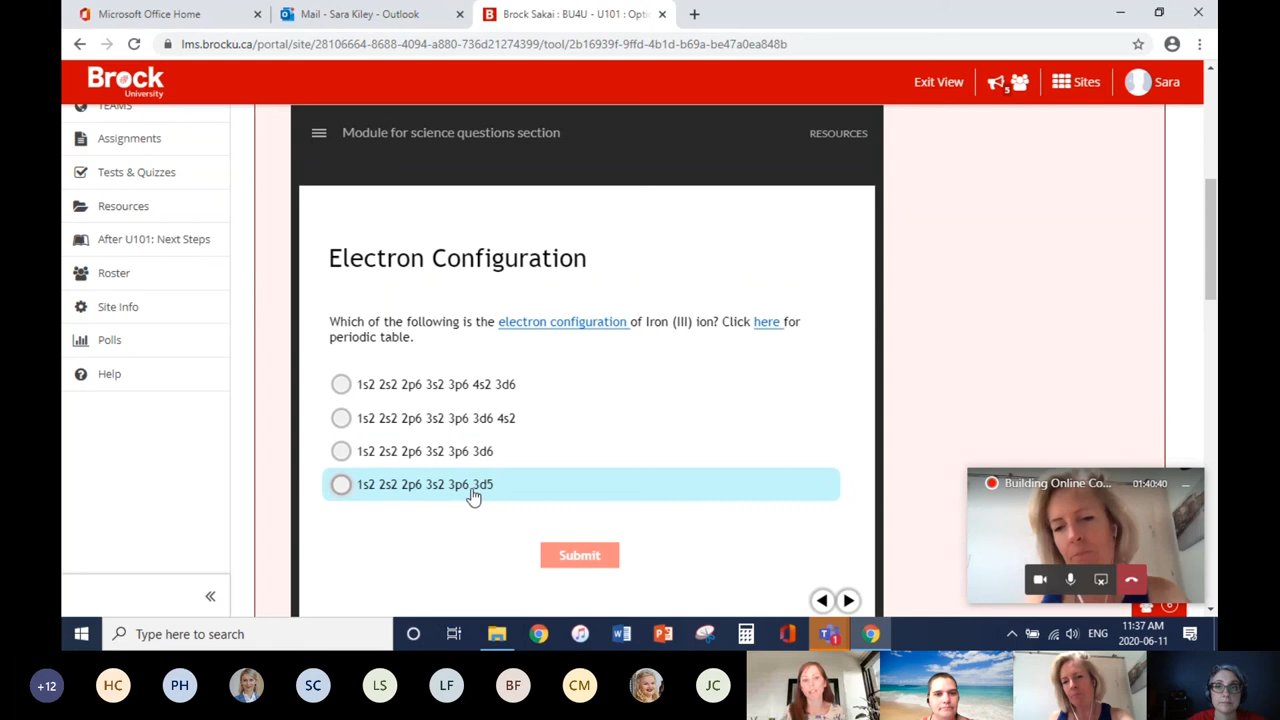 Microsoft Office Home
Mail - Sara Kiley - Outlook
Brock Sakai : BU4U - U101 : Opti
lms.brocku.ca/portal/site/28106664-8688-4094-a880-736d21274399/tool/2b16939f-9ffd-4b1d-b69a-be47a0ea848b
Brock
University
Exit View
5
Sites
Sara
TEAMS
Assignments
Tests & Quizzes
Resources
After U101: Next Steps
Roster
Site Info
Polls
Help
Module for science questions section
RESOURCES
Electron Configuration
Which of the following is the electron configuration of Iron (III) ion? Click here for
periodic table.
1s2 2s2 2p6 3s2 3p6 4s2 3d6
1s2 2s2 2p6 3s2 3p6 3d6 4s2
1s2 2s2 2p6 3s2 3p6 3d6
1s2 2s2 2p6 3s2 3p6 3d5
Submit
Building Online Co...
01:40:40
Type here to search
ENG
11:37 AM
2020-06-11
+12
HC
PH
SC
LS
LF
BF
CM
JC